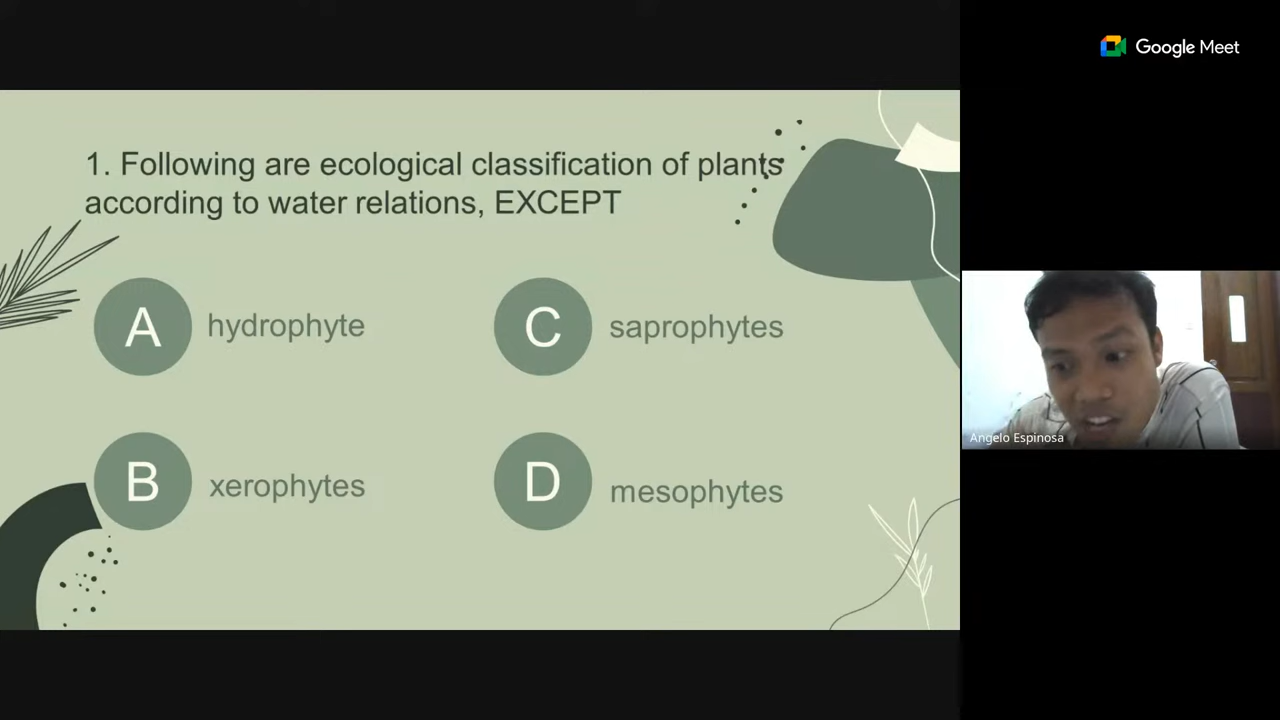 Google Meet
1. Following are ecological classification of plants
according to water relations, EXCEPT
A hydrophyte
C saprophytes
B xerophytes
D mesophytes
Angelo Espinosa